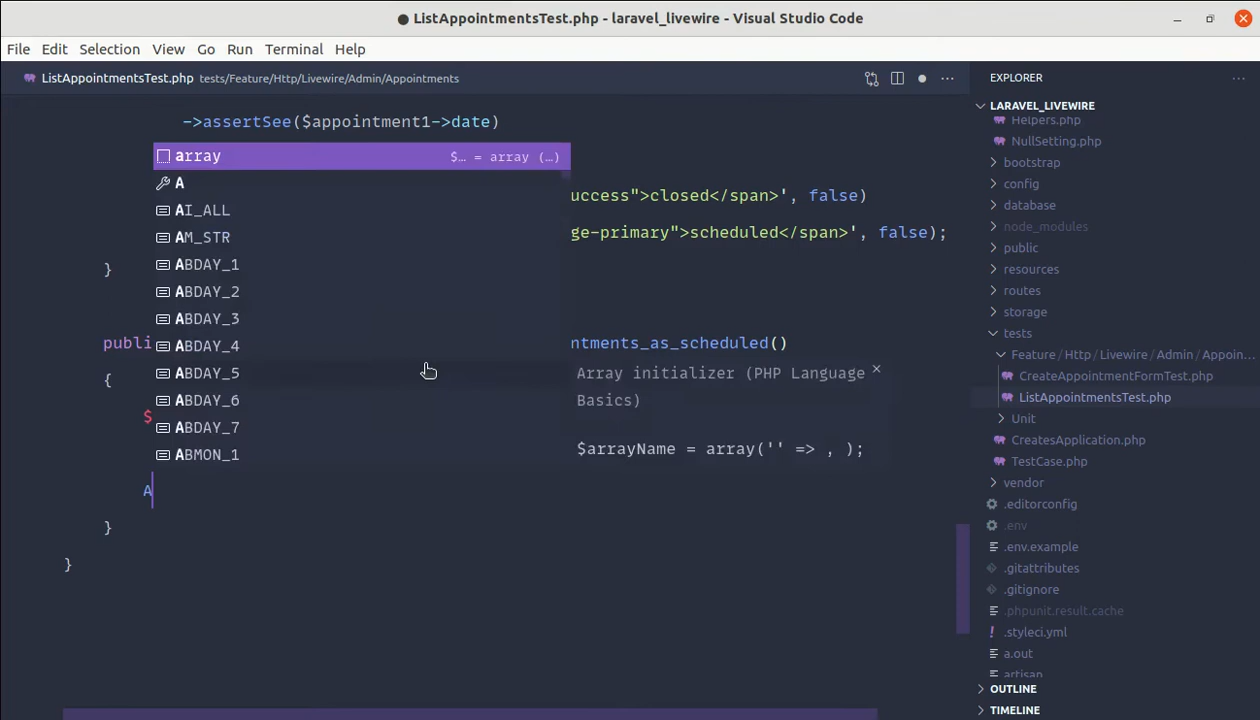 ListAppointmentsTest.php - laravel_livewire - Visual Studio Code
File Edit Selection View Go Run Terminal Help
ListAppointmentsTest.php tests/Feature/Http/Livewire/Admin/Appointments
->assertSee($appointment1->date)
array $… = array (…)
A
AI_ALL
uccess">closed</span>', false)
AM_STR
ge-primary">scheduled</span>', false);
ABDAY_1
}
ABDAY_2
ABDAY_3
publi
ABDAY_4
ntments_as_scheduled()
{
ABDAY_5
Array initializer (PHP Language
ABDAY_6
Basics)
$
ABDAY_7
ABMON_1
$arrayName = array('' => , );
A
}
}
EXPLORER
LARAVEL_LIVEWIRE
Helpers.php
NullSetting.php
bootstrap
config
database
node_modules
public
resources
routes
storage
tests
Feature / Http / Livewire / Admin / Appoin...
CreateAppointmentFormTest.php
ListAppointmentsTest.php
Unit
CreatesApplication.php
TestCase.php
vendor
.editorconfig
.env
.env.example
.gitattributes
.gitignore
.phpunit.result.cache
.styleci.yml
a.out
artisan
OUTLINE
TIMELINE